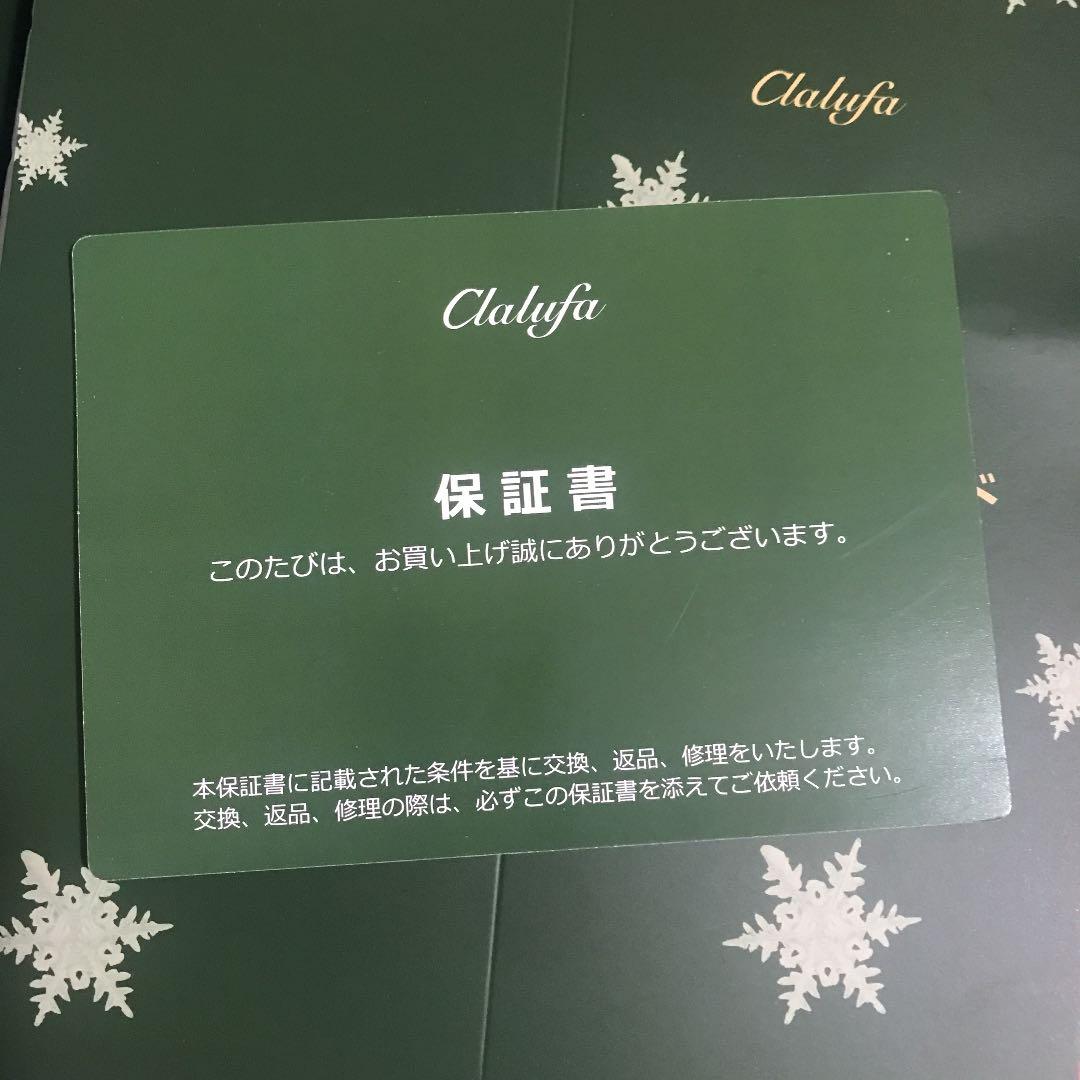 Clalufa
Clalufa
保証書
このたびは、お買い上げ誠にありがとうございます。
本保証書に記載された条件を基に交換、返品、修理をいたします。
交換、返品、修理の際は、必ずこの保証書を添えてご依頼ください。